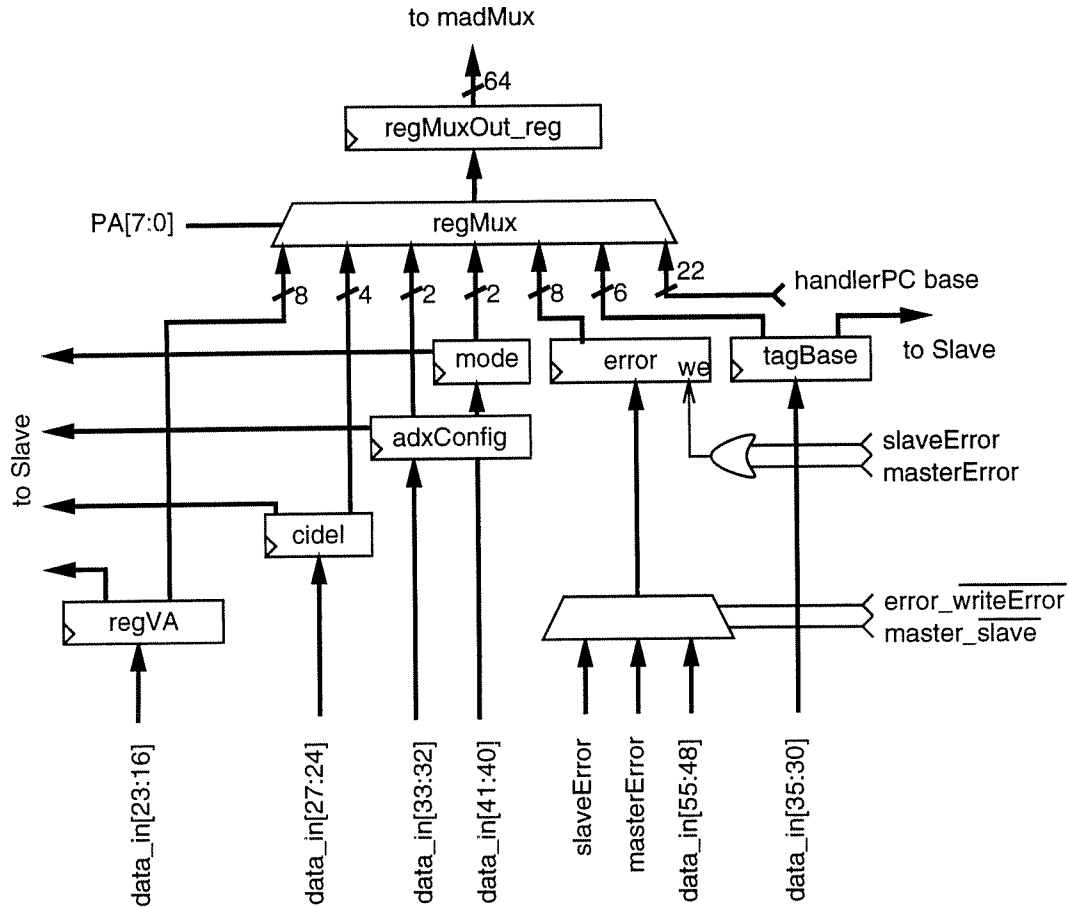 to madMux
64
regMuxOut_reg
PA[7:0]
regMux
8
4
2
2
8
6
22
handlerPC base
to Slave
mode
error
we
tagBase
to Slave
adxConfig
slaveError
masterError
cidel
regVA
error_writeError
master_slave
data_in[23:16]
data_in[27:24]
data_in[33:32]
data_in[41:40]
slaveError
masterError
data_in[55:48]
data_in[35:30]